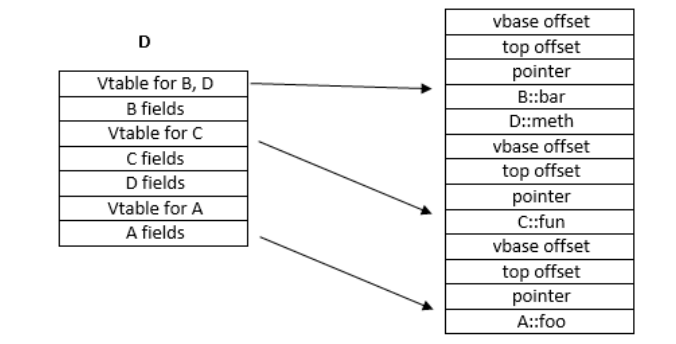 D
Vtable for B, D
B fields
Vtable for C
C fields
D fields
Vtable for A
A fields
vbase offset
top offset
pointer
B::bar
D::meth
vbase offset
top offset
pointer
C::fun
vbase offset
top offset
pointer
A::foo